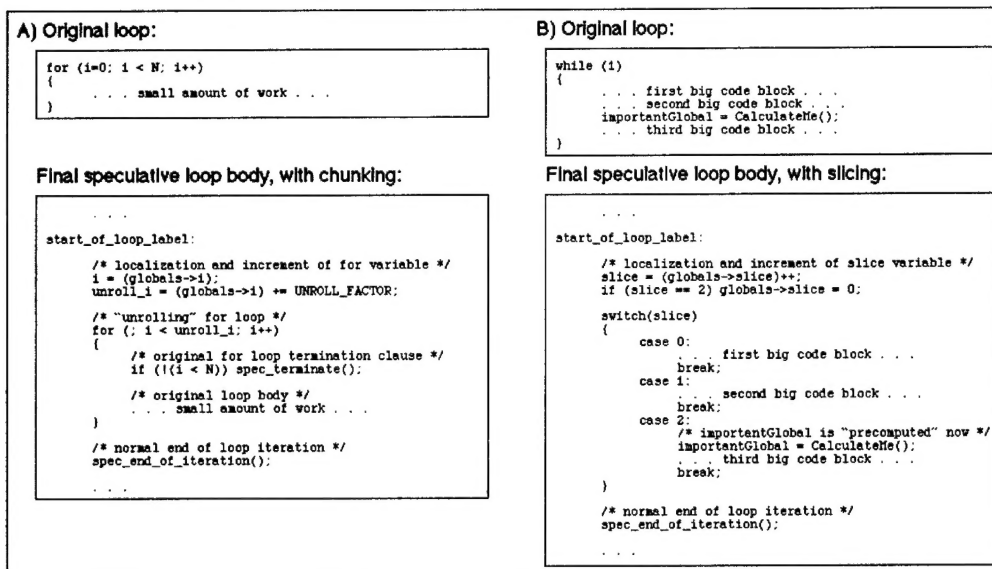 A) Original loop:
for (i=0; i < N; i++)
{
. . . small amount of work . . .
}
Final speculative loop body, with chunking:
. . .
start_of_loop_label:
/* localization and increment of for variable */
i = (globals->i);
unroll_i = (globals->i) += UNROLL_FACTOR;
/* "unrolling" for loop */
for (; i < unroll_i; i++)
{
/* original for loop termination clause */
if (!(i < N)) spec_terminate();
/* original loop body */
. . . small amount of work . . .
}
/* normal end of loop iteration */
spec_end_of_iteration();
. . .
B) Original loop:
while (1)
{
. . . first big code block . . .
. . . second big code block . . .
importantGlobal = CalculateMe();
. . . third big code block . . .
}
Final speculative loop body, with slicing:
. . .
start_of_loop_label:
/* localization and increment of slice variable */
slice = (globals->slice)++;
if (slice == 2) globals->slice = 0;
switch(slice)
{
case 0:
. . . first big code block . . .
break;
case 1:
. . . second big code block . . .
break;
case 2:
/* importantGlobal is "precomputed" now */
importantGlobal = CalculateMe();
. . . third big code block . . .
break;
}
/* normal end of loop iteration */
spec_end_of_iteration();
. . .